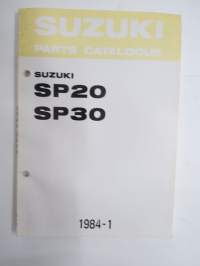 SUZUKI
PARTS CATALOGUE
SUZUKI
SP20
SP30
1984-1